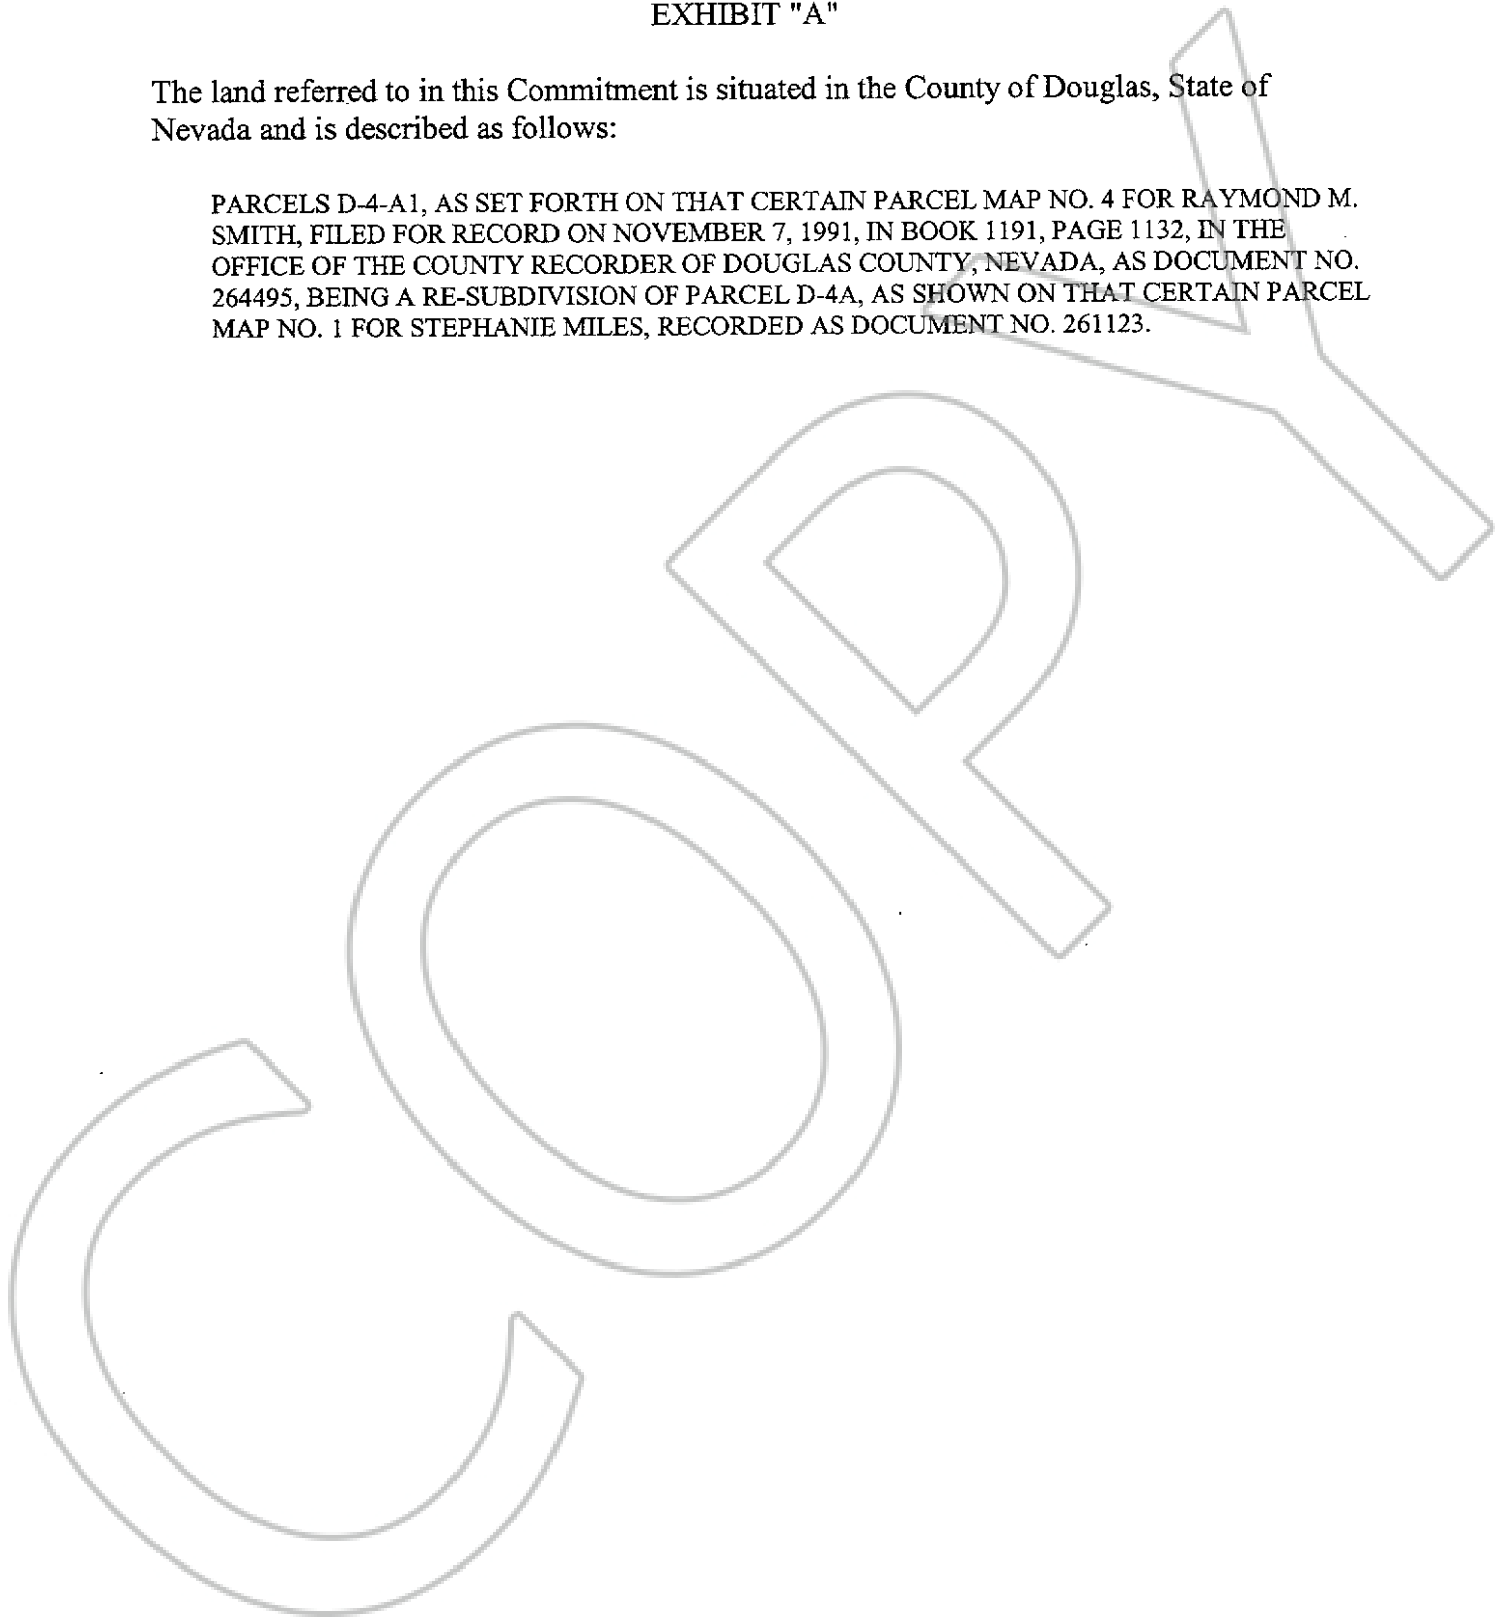 EXHIBIT "A"
The land referred to in this Commitment is situated in the County of Douglas, State of
Nevada and is described as follows:
PARCELS D-4-A1, AS SET FORTH ON THAT CERTAIN PARCEL MAP NO. 4 FOR RAYMOND M.
SMITH, FILED FOR RECORD ON NOVEMBER 7, 1991, IN BOOK 1191, PAGE 1132, IN THE
OFFICE OF THE COUNTY RECORDER OF DOUGLAS COUNTY, NEVADA, AS DOCUMENT NO.
264495, BEING A RE-SUBDIVISION OF PARCEL D-4A, AS SHOWN ON THAT CERTAIN PARCEL
MAP NO. 1 FOR STEPHANIE MILES, RECORDED AS DOCUMENT NO. 261123.
COPY